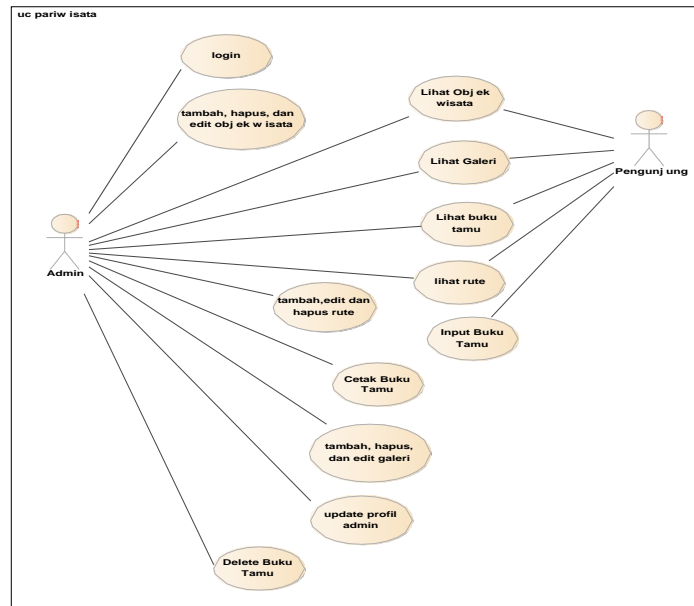 uc pariw isata
login
tambah, hapus, dan
edit obj ek w isata
Lihat Obj ek
wisata
Pengunj ung
Lihat Galeri
Lihat buku
tamu
Admin
lihat rute
tambah,edit dan
hapus rute
Input Buku
Tamu
Cetak Buku
Tamu
tambah, hapus,
dan edit galeri
update profil
admin
Delete Buku
Tamu